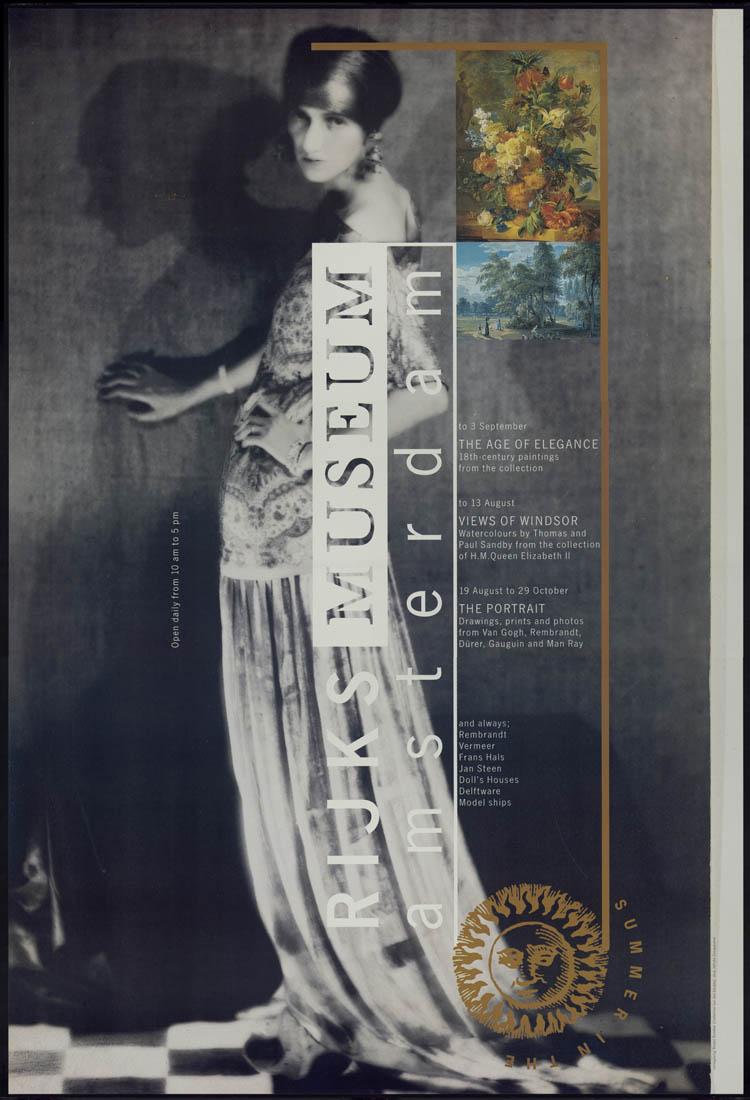 RIJKS MUSEUM
amsterdam
to 3 September
THE AGE OF ELEGANCE
18th-century paintings
from the collection
to 13 August
VIEWS OF WINDSOR
Watercolours by Thomas and
Paul Sandby from the collection
of H.M.Queen Elizabeth II
19 August to 29 October
THE PORTRAIT
Drawings, prints and photos
from Van Gogh, Rembrandt,
Dürer, Gauguin and Man Ray
and always;
Rembrandt
Vermeer
Frans Hals
Jan Steen
Doll's Houses
Delftware
Model ships
Open daily from 10 am to 5 pm
SUMMER IN THE